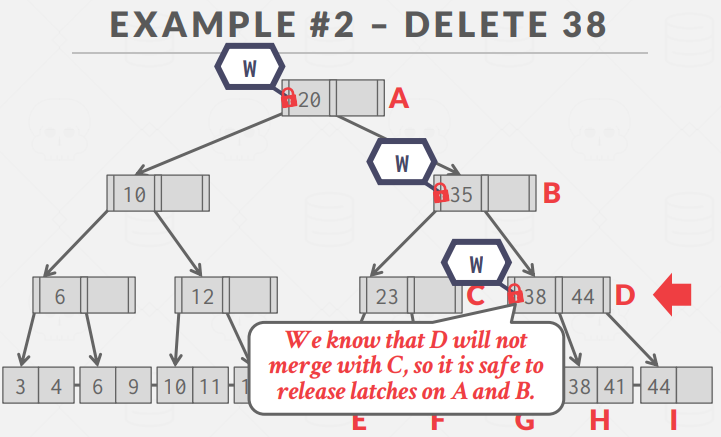 EXAMPLE #2 – DELETE 38
W
20 A
W
10 35 B
W
6 12 23 C 38 44 D
We know that D will not
merge with C, so it is safe to
release latches on A and B.
3 4 6 9 10 11 1 38 41 44
E F G H I